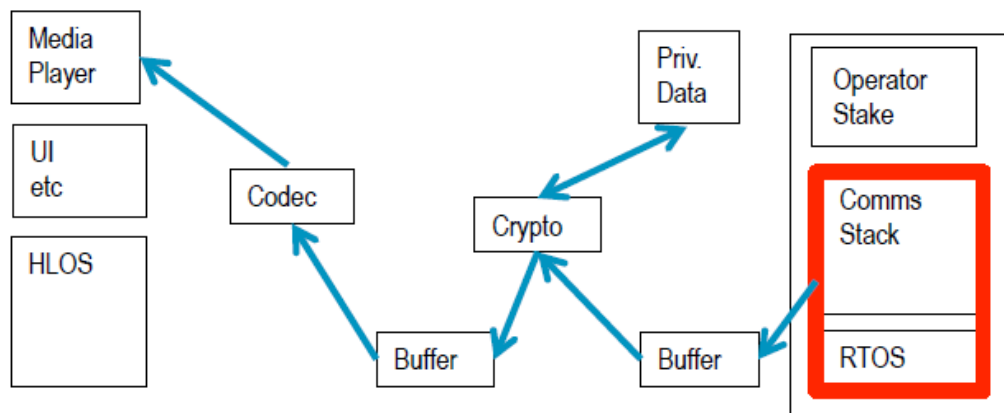 Media
Player
UI
etc
HLOS
Codec
Buffer
Crypto
Priv.
Data
Buffer
Operator
Stake
Comms
Stack
RTOS